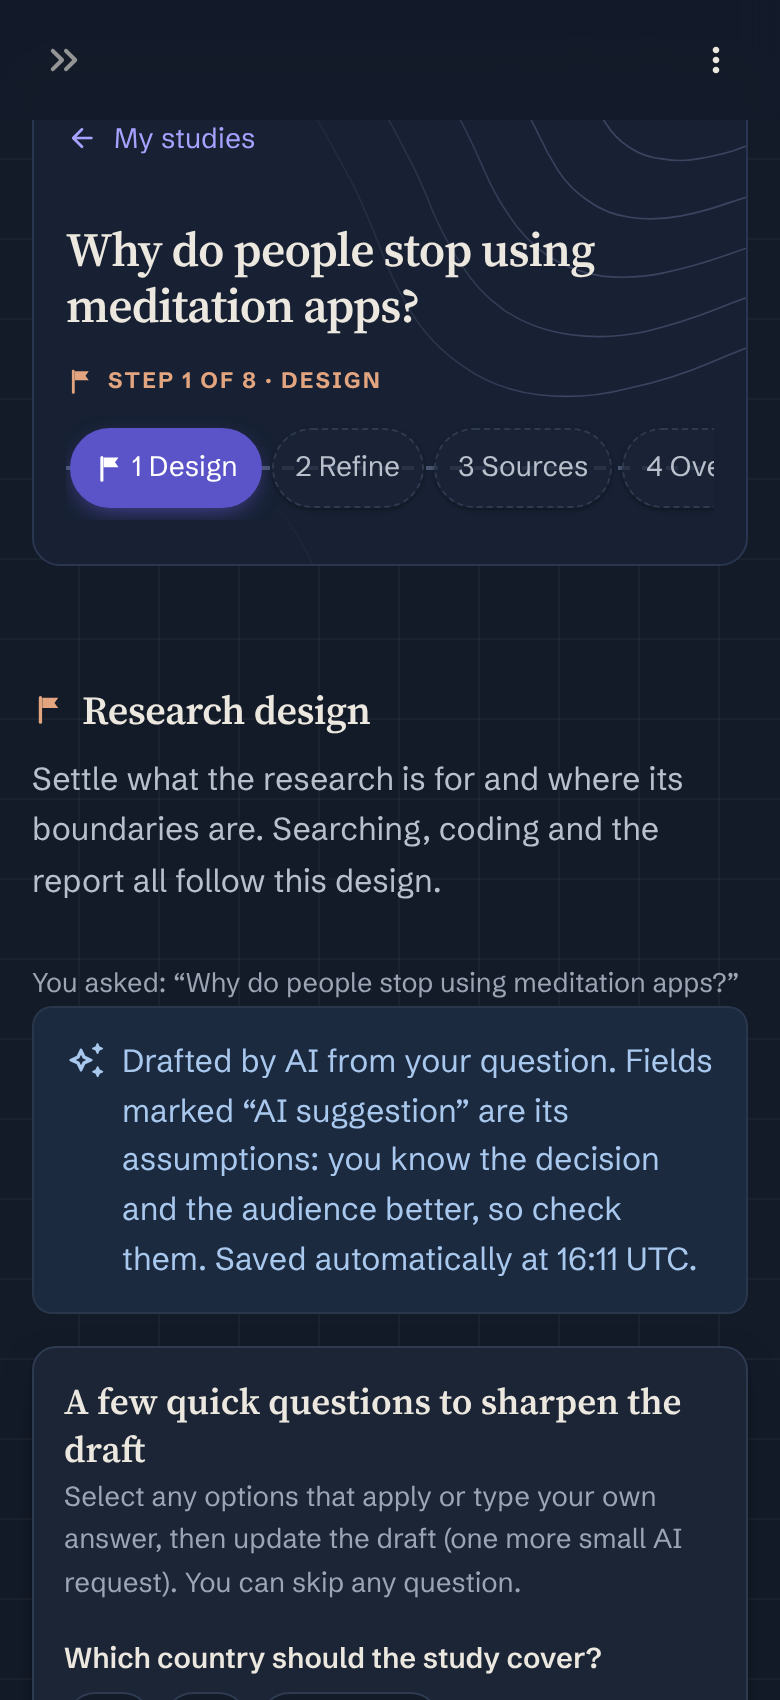 My studies
Why do people stop using
meditation apps?
STEP 1 OF 8 · DESIGN
1 Design
2 Refine
3 Sources
4 Ove
Research design
Settle what the research is for and where its
boundaries are. Searching, coding and the
report all follow this design.
You asked: “Why do people stop using meditation apps?”
Drafted by AI from your question. Fields
marked “AI suggestion” are its
assumptions: you know the decision
and the audience better, so check
them. Saved automatically at 16:11 UTC.
A few quick questions to sharpen the
draft
Select any options that apply or type your own
answer, then update the draft (one more small AI
request). You can skip any question.
Which country should the study cover?